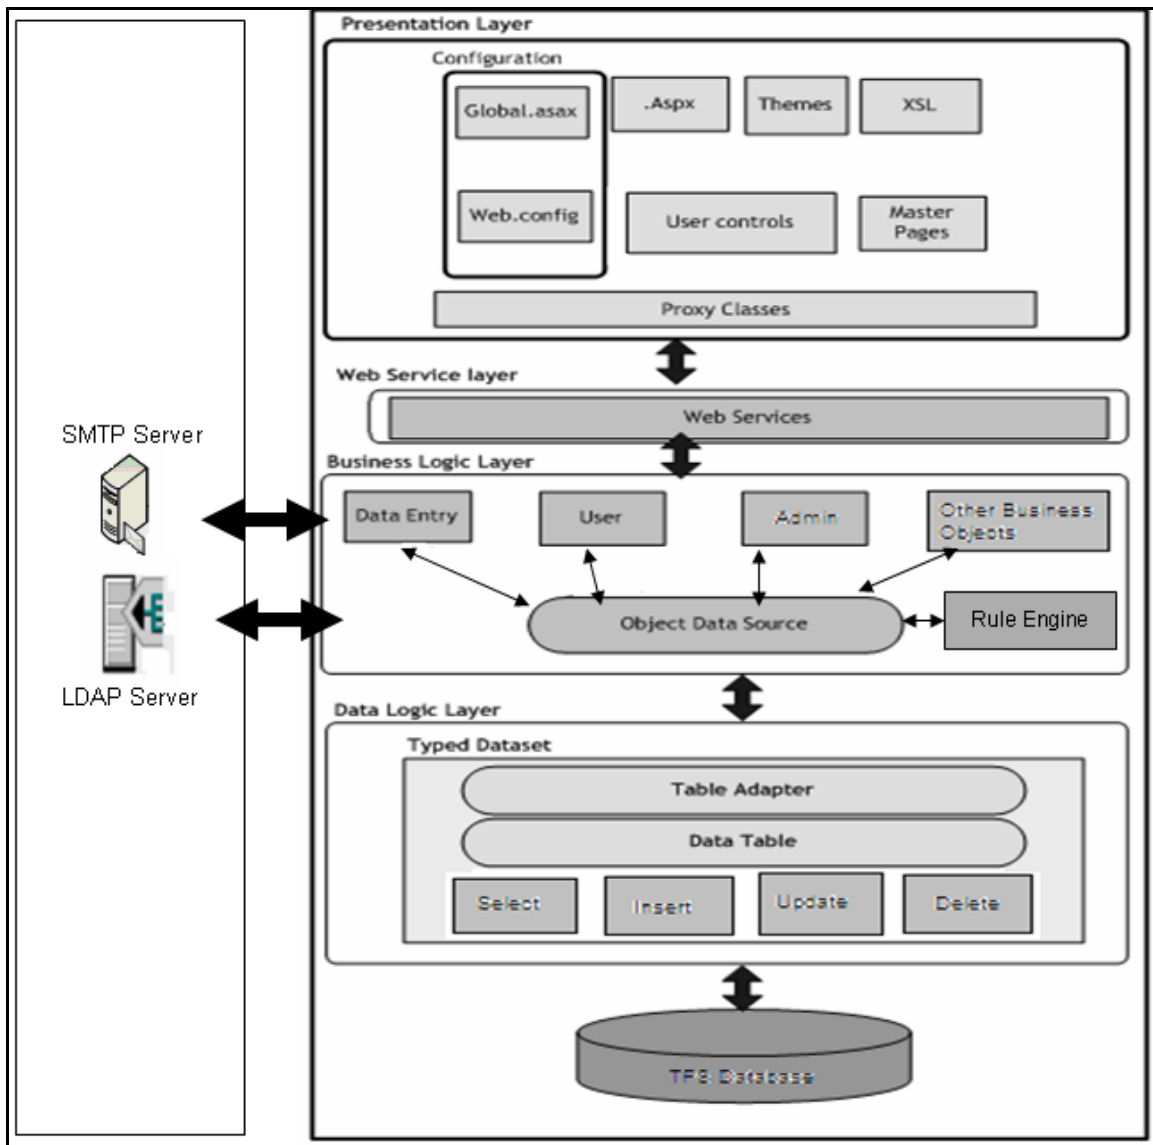 Presentation Layer
Configuration
Global.asax
.Aspx
Themes
XSL
Web.config
User controls
Master
Pages
Proxy Classes
Web Service layer
Web Services
SMTP Server
LDAP Server
Business Logic Layer
Data Entry
User
Admin
Other Business
Objects
Object Data Source
Rule Engine
Data Logic Layer
Typed Dataset
Table Adapter
Data Table
Select
Insert
Update
Delete
Database